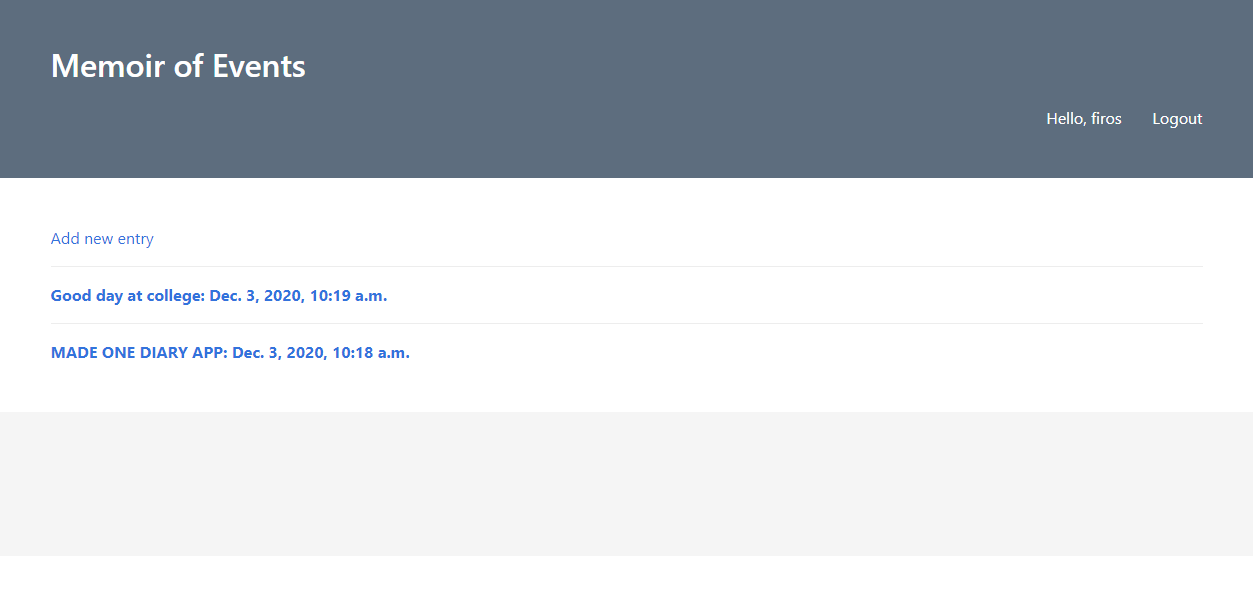 Memoir of Events
Hello, firos Logout
Add new entry
Good day at college: Dec. 3, 2020, 10:19 a.m.
MADE ONE DIARY APP: Dec. 3, 2020, 10:18 a.m.